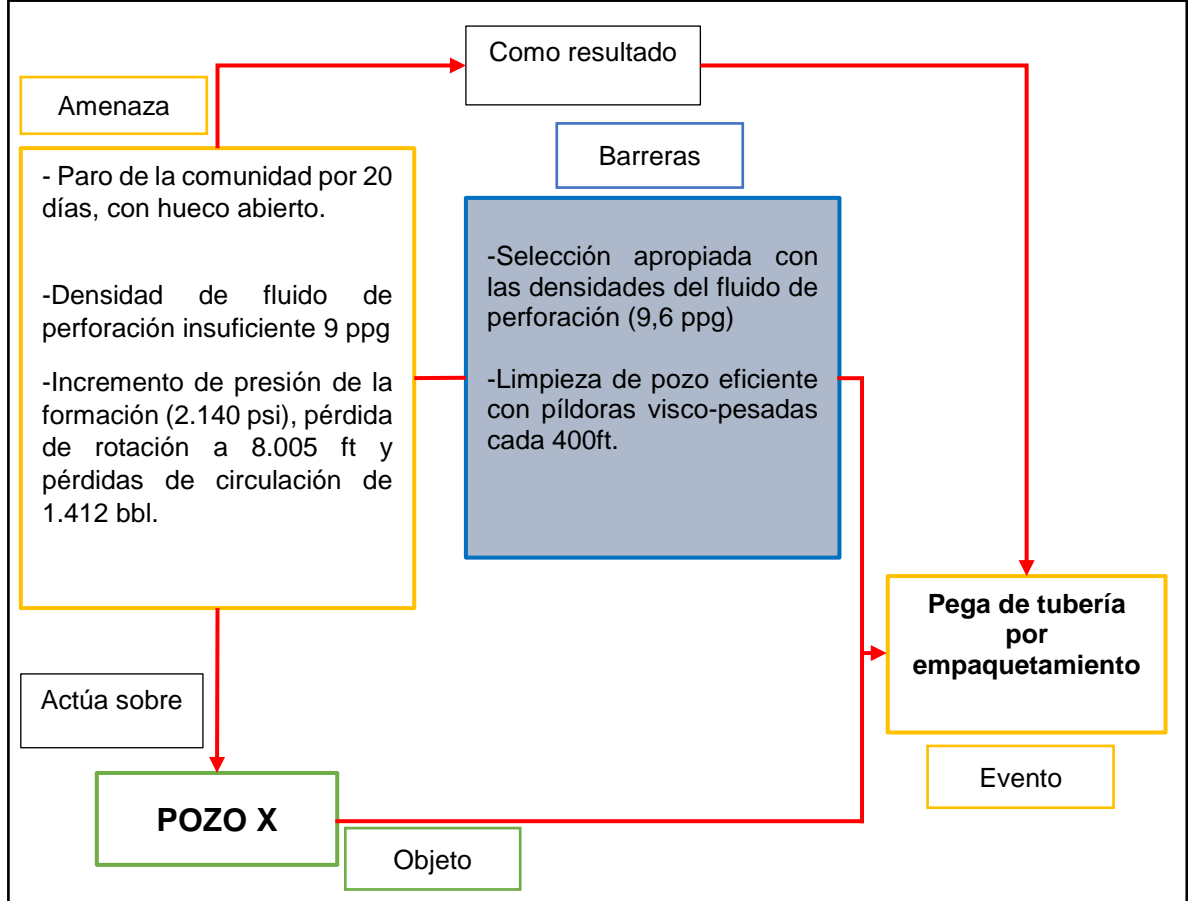 Como resultado
Amenaza
- Paro de la comunidad por 20
días, con hueco abierto.
-Densidad de fluido de
perforación insuficiente 9 ppg
-Incremento de presión de la
formación (2.140 psi), pérdida
de rotación a 8.005 ft y
pérdidas de circulación de
1.412 bbl.
Barreras
-Selección apropiada con
las densidades del fluido de
perforación (9,6 ppg)
-Limpieza de pozo eficiente
con píldoras visco-pesadas
cada 400ft.
Pega de tubería
por
empaquetamiento
Evento
Actúa sobre
POZO X
Objeto